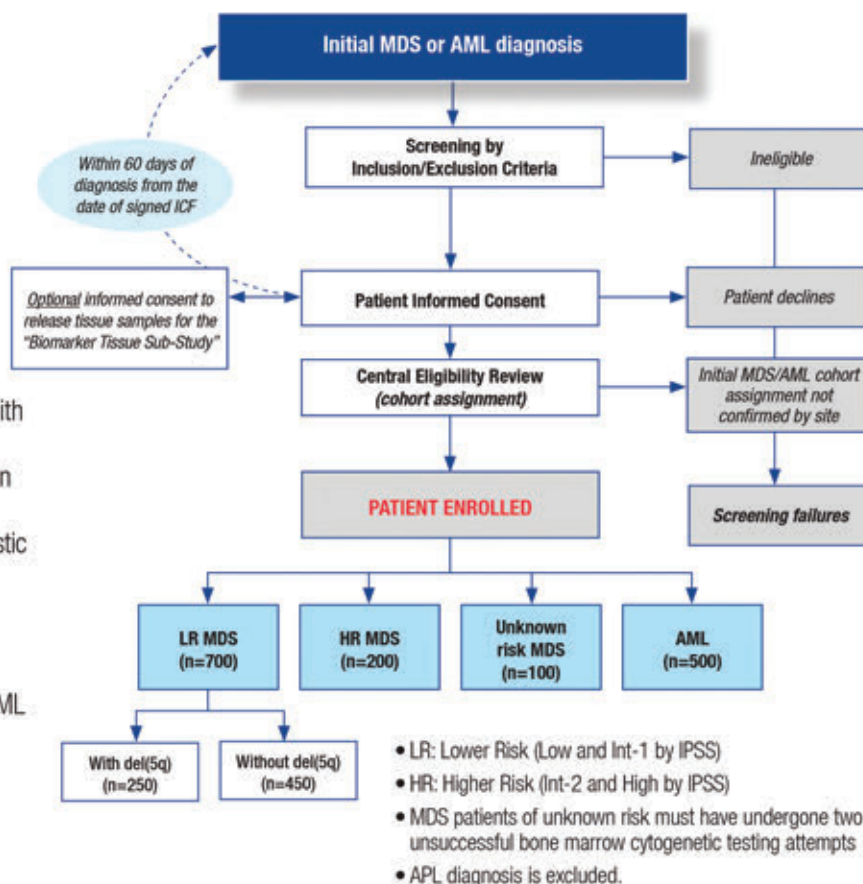 Initial MDS or AML diagnosis
Screening by
Inclusion/Exclusion Criteria
Ineligible
Within 60 days of
diagnosis from the
date of signed ICF
Optional informed consent to
release tissue samples for the
"Biomarker Tissue Sub-Study"
Patient Informed Consent
Patient declines
Central Eligibility Review
(cohort assignment)
Initial MDS/AML cohort
assignment not
confirmed by site
PATIENT ENROLLED
Screening failures
LR MDS
(n=700)
HR MDS
(n=200)
Unknown
risk MDS
(n=100)
AML
(n=500)
With del(5q)
(n=250)
Without del(5q)
(n=450)
• LR: Lower Risk (Low and Int-1 by IPSS)
• HR: Higher Risk (Int-2 and High by IPSS)
• MDS patients of unknown risk must have undergone two
unsuccessful bone marrow cytogenetic testing attempts
• APL diagnosis is excluded.